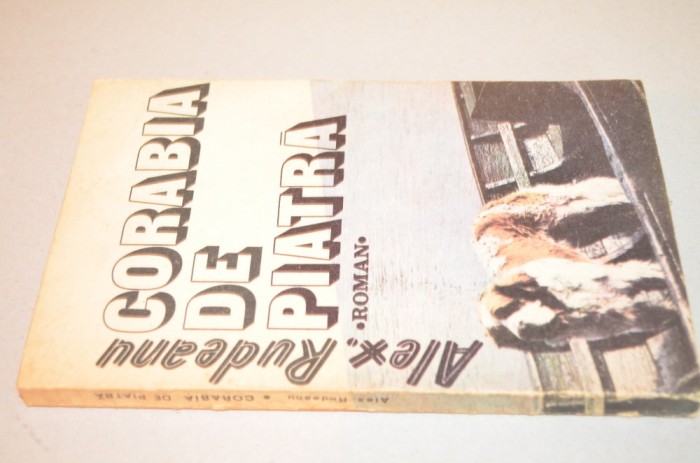 Alex. Rudeanu
CORABIA
DE
PIATRĂ
•ROMAN•
Alex Rudeanu • CORABIA DE PIATRĂ